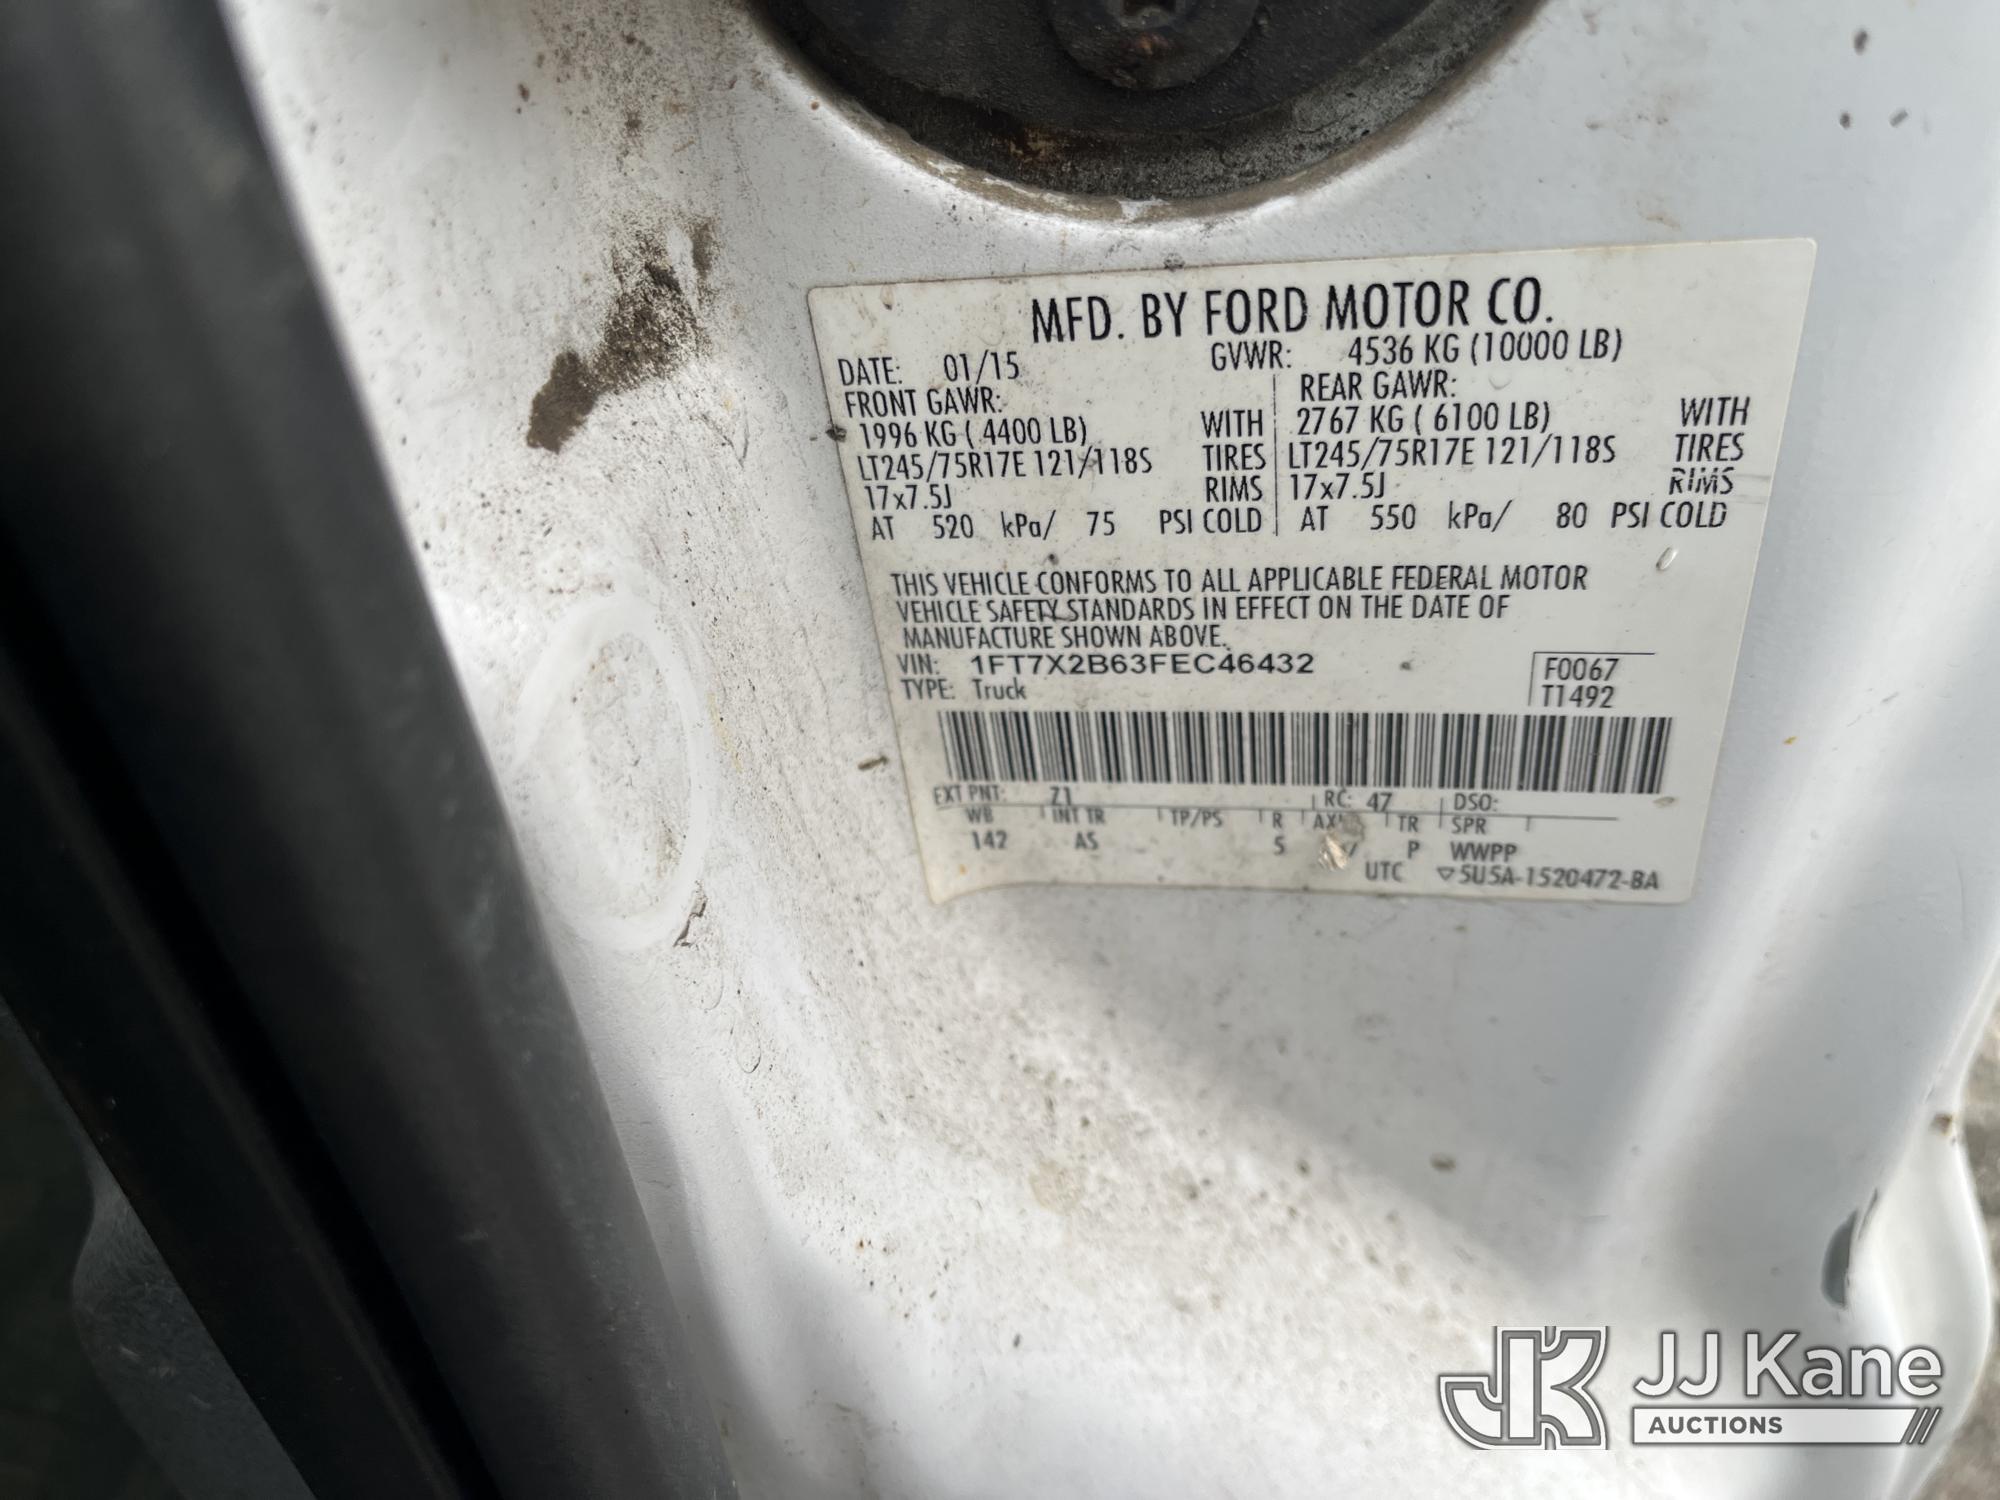 MFD. BY FORD MOTOR CO.
DATE: 01/15 GVWR: 4536 KG (10000 LB)
FRONT GAWR: REAR GAWR:
1996 KG ( 4400 LB) WITH 2767 KG ( 6100 LB) WITH
LT245/75R17E 121/118S TIRES LT245/75R17E 121/118S TIRES
17x7.5J RIMS 17x7.5J RIMS
AT 520 kPa/ 75 PSI COLD AT 550 kPa/ 80 PSI COLD
THIS VEHICLE CONFORMS TO ALL APPLICABLE FEDERAL MOTOR
VEHICLE SAFETY STANDARDS IN EFFECT ON THE DATE OF
MANUFACTURE SHOWN ABOVE.
VIN: 1FT7X2B63FEC46432 F0067
TYPE: Truck T1492
EXT PNT: Z1 RC: 47 DSO:
WB INT TR TP/PS R TR SPR
142 AS 5 P WWPP
UTC ▽5U5A-1520472-BA
JK JJ Kane
AUCTIONS